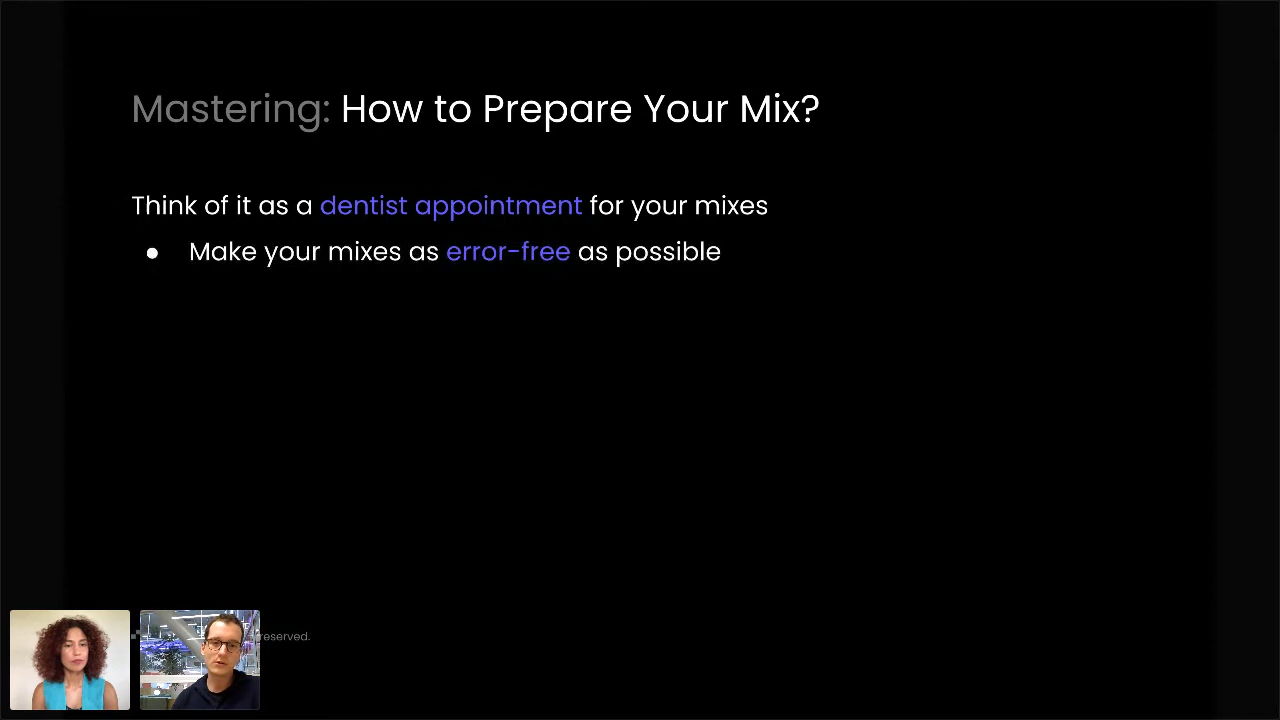 Mastering: How to Prepare Your Mix?
Think of it as a dentist appointment for your mixes
● Make your mixes as error-free as possible
reserved.